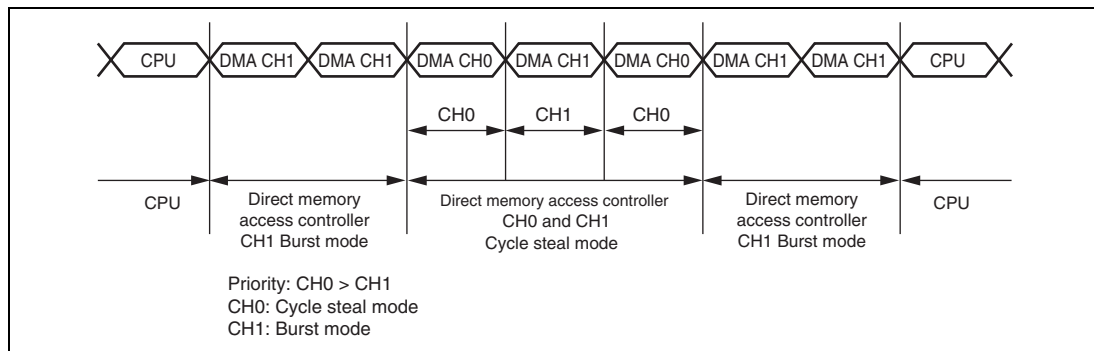 CPU DMA CH1 DMA CH1 DMA CH0 DMA CH1 DMA CH0 DMA CH1 DMA CH1 CPU
CH0 CH1 CH0
CPU
Direct memory
access controller
CH1 Burst mode
Direct memory access controller
CH0 and CH1
Cycle steal mode
Direct memory
access controller
CH1 Burst mode
CPU
Priority: CH0 > CH1
CH0: Cycle steal mode
CH1: Burst mode